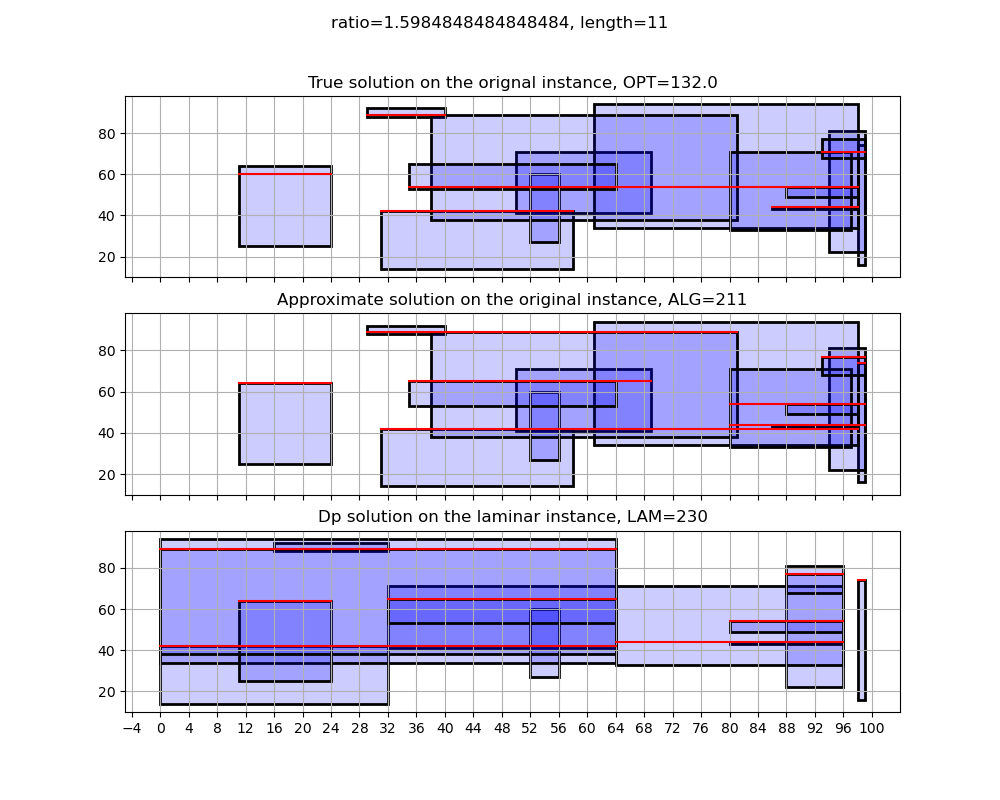 ratio=1.5984848484848484, length=11
True solution on the orignal instance, OPT=132.0
80
60
40
20
Approximate solution on the original instance, ALG=211
80
60
40
20
Dp solution on the laminar instance, LAM=230
80
60
40
20
−4 0 4 8 12 16 20 24 28 32 36 40 44 48 52 56 60 64 68 72 76 80 84 88 92 96 100